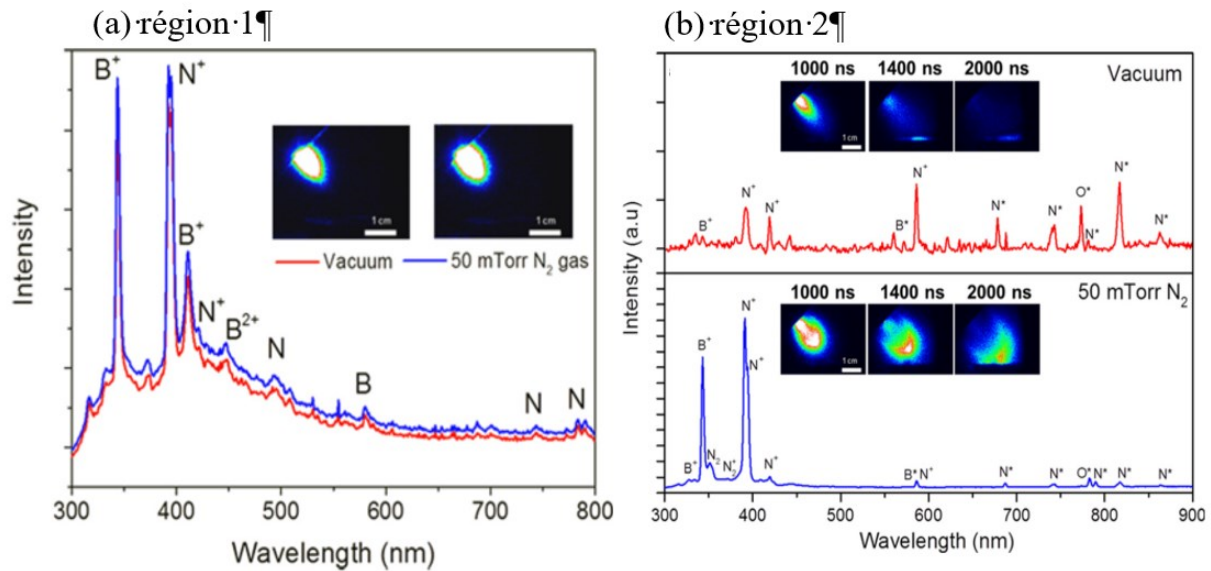 (a)·région·1¶
B⁺
N⁺
B⁺
N⁺
B²⁺
N
B
N
N
1 cm
1 cm
Vacuum
50 mTorr N₂ gas
Intensity
300
400
500
600
700
800
Wavelength (nm)
(b)·région·2¶
1000 ns
1400 ns
2000 ns
Vacuum
1 cm
B⁺
N⁺
N⁺
B*
N⁺
N*
N*
O*
N*
N*
N*
Intensity (a.u)
1000 ns
1400 ns
2000 ns
50 mTorr N₂
1 cm
B⁺
B⁺
N₂
N₂⁺
N⁺
N⁺
N⁺
B*
N⁺
N*
N*
O*
N*
N*
N*
300
400
500
600
700
800
900
Wavelength (nm)